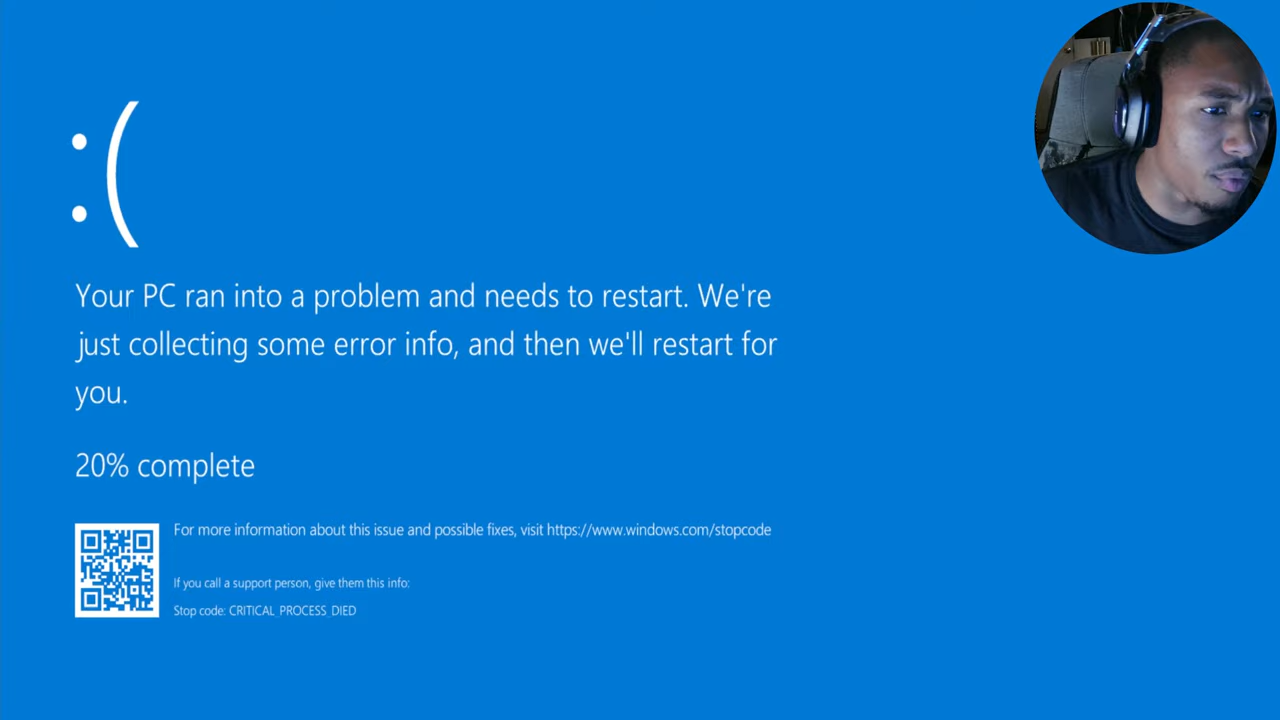 :(
Your PC ran into a problem and needs to restart. We're
just collecting some error info, and then we'll restart for
you.
20% complete
For more information about this issue and possible fixes, visit https://www.windows.com/stopcode
If you call a support person, give them this info:
Stop code: CRITICAL_PROCESS_DIED